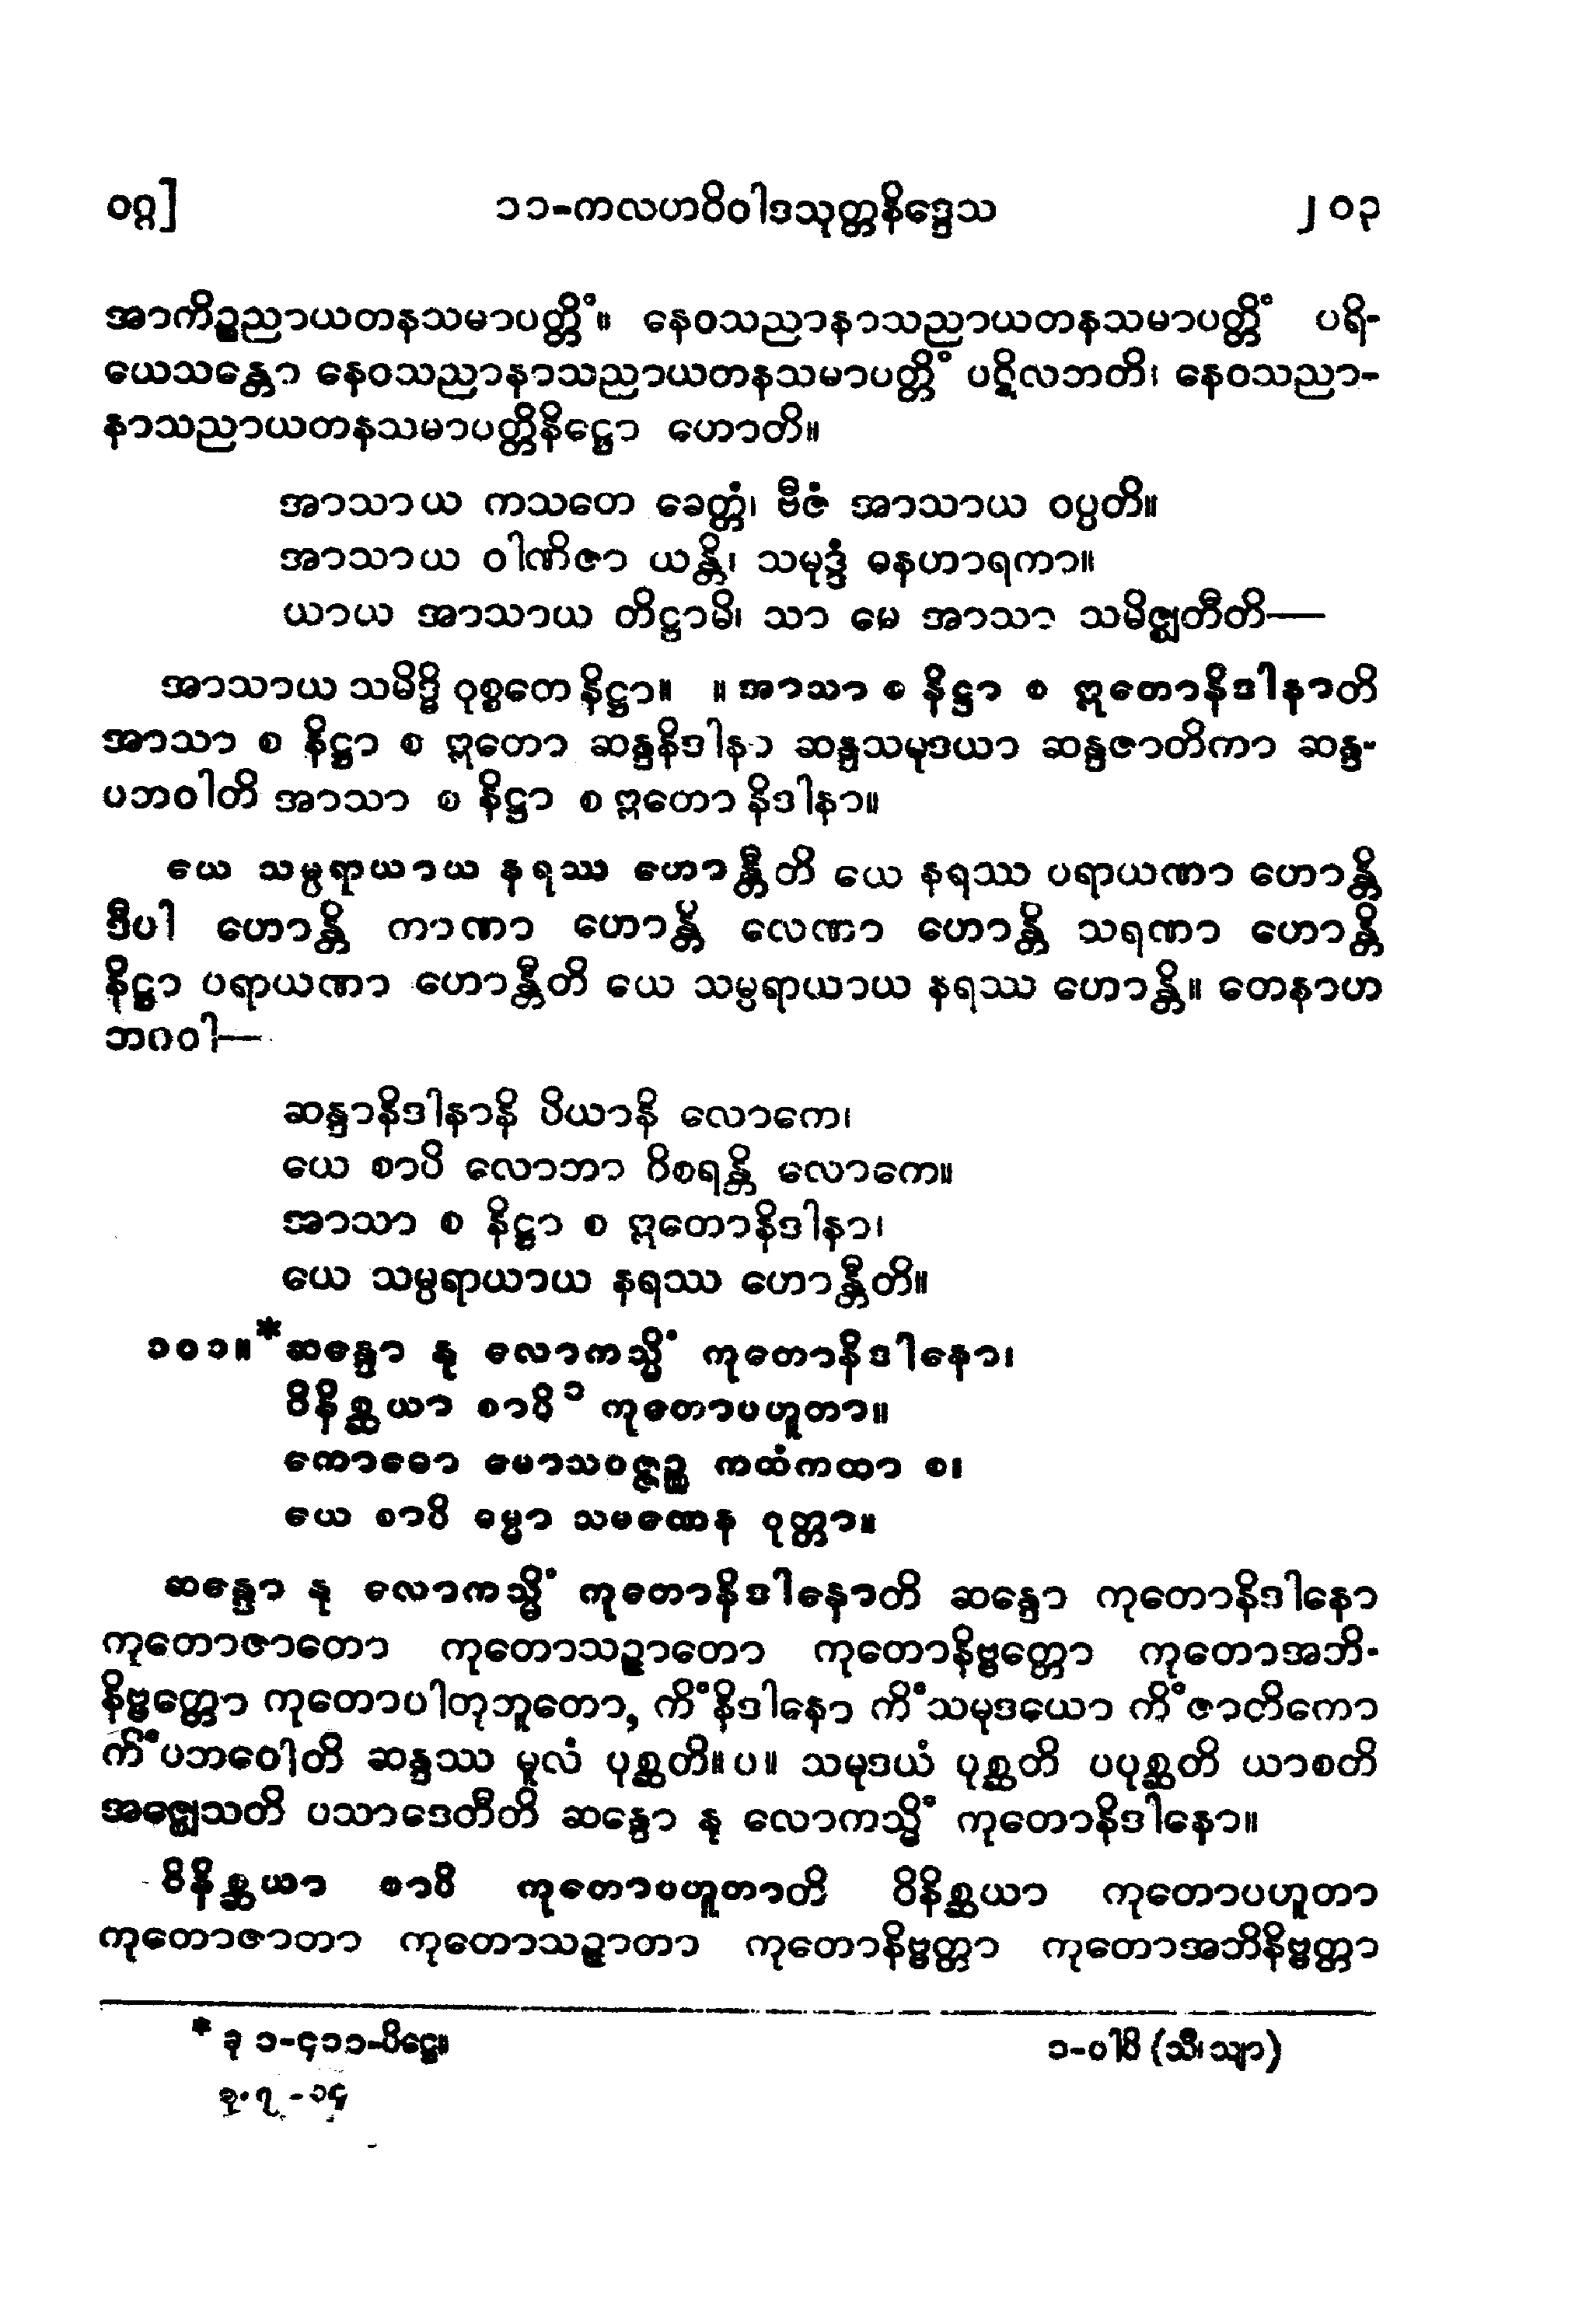 ဝဂ္ဂ] ၁၁-ကလဟဝိဝါဒသုတ္တနိဒ္ဒေသ ၂၀၃
အာကိဉ္စညာယတနသမာပတ္တိံ။ နေဝသညာနာသညာယတနသမာပတ္တိံ ပရိ-
ယေသန္တော နေဝသညာနာသညာယတနသမာပတ္တိံ ပဋိလဘတိ၊ နေဝသညာ-
နာသညာယတနသမာပတ္တိနိဋ္ဌော ဟောတိ။
အာသာယ ကသတေ ခေတ္တံ၊ ဗီဇံ အာသာယ ဝပ္ပတိ။
အာသာယ ဝါဏိဇာ ယန္တိ၊ သမုဒ္ဒံ ဓနဟာရကာ။
ယာယ အာသာယ တိဋ္ဌာမိ၊ သာ မေ အာသာ သမိဇ္ဈတီတိ—
အာသာယ သမိဒ္ဓိ ဝုစ္စတေ နိဋ္ဌာ။ ။ အာသာ စ နိဋ္ဌာ စ ဣတောနိဒါနာတိ
အာသာ စ နိဋ္ဌာ စ ဣတော ဆန္ဒနိဒါနာ ဆန္ဒသမုဒယာ ဆန္ဒဇာတိကာ ဆန္ဒ-
ပဘဝါတိ အာသာ စ နိဋ္ဌာ စ ဣတော နိဒါနာ။
ယေ သမ္ပရာယာယ နရဿ ဟောန္တီတိ ယေ နရဿ ပရာယဏာ ဟောန္တိ
ဒီပါ ဟောန္တိ ကာဏာ ဟောန္တိ လေဏာ ဟောန္တိ သရဏာ ဟောန္တိ
နိဋ္ဌာ ပရာယဏာ ဟောန္တီတိ ယေ သမ္ပရာယာယ နရဿ ဟောန္တိ။ တေနာဟ
ဘဂဝါ—
ဆန္ဒာနိဒါနာနိ ပိယာနိ လောကေ၊
ယေ စာပိ လောဘာ ဝိစရန္တိ လောကေ။
အာသာ စ နိဋ္ဌာ စ ဣတောနိဒါနာ၊
ယေ သမ္ပရာယာယ နရဿ ဟောန္တီတိ။
၁၀၁။ * ဆန္ဒော နု လောကသ္မိံ ကုတောနိဒါနော၊
ဝိနိစ္ဆယာ စာပိ ၁ ကုတောပဟူတာ။
ကောဓော မောသဝဇ္ဇဉ္စ ကထံကထာ စ၊
ယေ စာပိ ဓမ္မာ သမဏေန ဝုတ္တာ။
ဆန္ဒော နု လောကသ္မိံ ကုတောနိဒါနောတိ ဆန္ဒော ကုတောနိဒါနော
ကုတောဇာတော ကုတောသဉ္ဇာတော ကုတောနိဗ္ဗတ္တော ကုတောအဘိ-
နိဗ္ဗတ္တော ကုတောပါတုဘူတော, ကိံနိဒါနော ကိံသမုဒယော ကိံဇာတိကော
ကိံပဘဝေါတိ ဆန္ဒဿ မူလံ ပုစ္ဆတိ။ပ။ သမုဒယံ ပုစ္ဆတိ ပပုစ္ဆတိ ယာစတိ
အဇ္ဈေသတိ ပသာဒေတီတိ ဆန္ဒော နု လောကသ္မိံ ကုတောနိဒါနော။
ဝိနိစ္ဆယာ စာပိ ကုတောပဟူတာတိ ဝိနိစ္ဆယာ ကုတောပဟူတာ
ကုတောဇာတာ ကုတောသဉ္ဇာတာ ကုတောနိဗ္ဗတ္တာ ကုတောအဘိနိဗ္ဗတ္တာ
* ခု ၁-၄၁၁-ပိဋ္ဌေ။ ၁-ဝါပိ (သီ၊သျာ)
စု.၇-၁၄